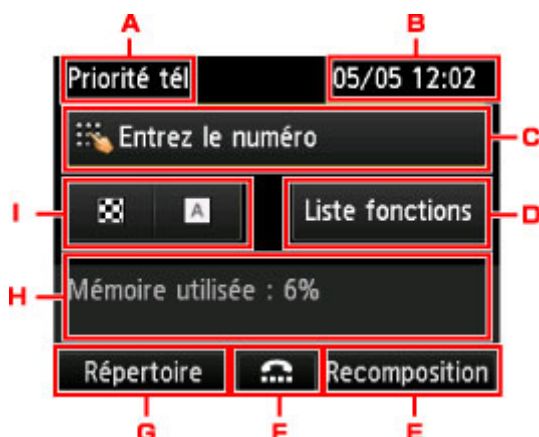 A B
Priorité tél 05/05 12:02
Entrez le numéro C
I A Liste fonctions D
H Mémoire utilisée : 6%
Répertoire Recomposition
G F E